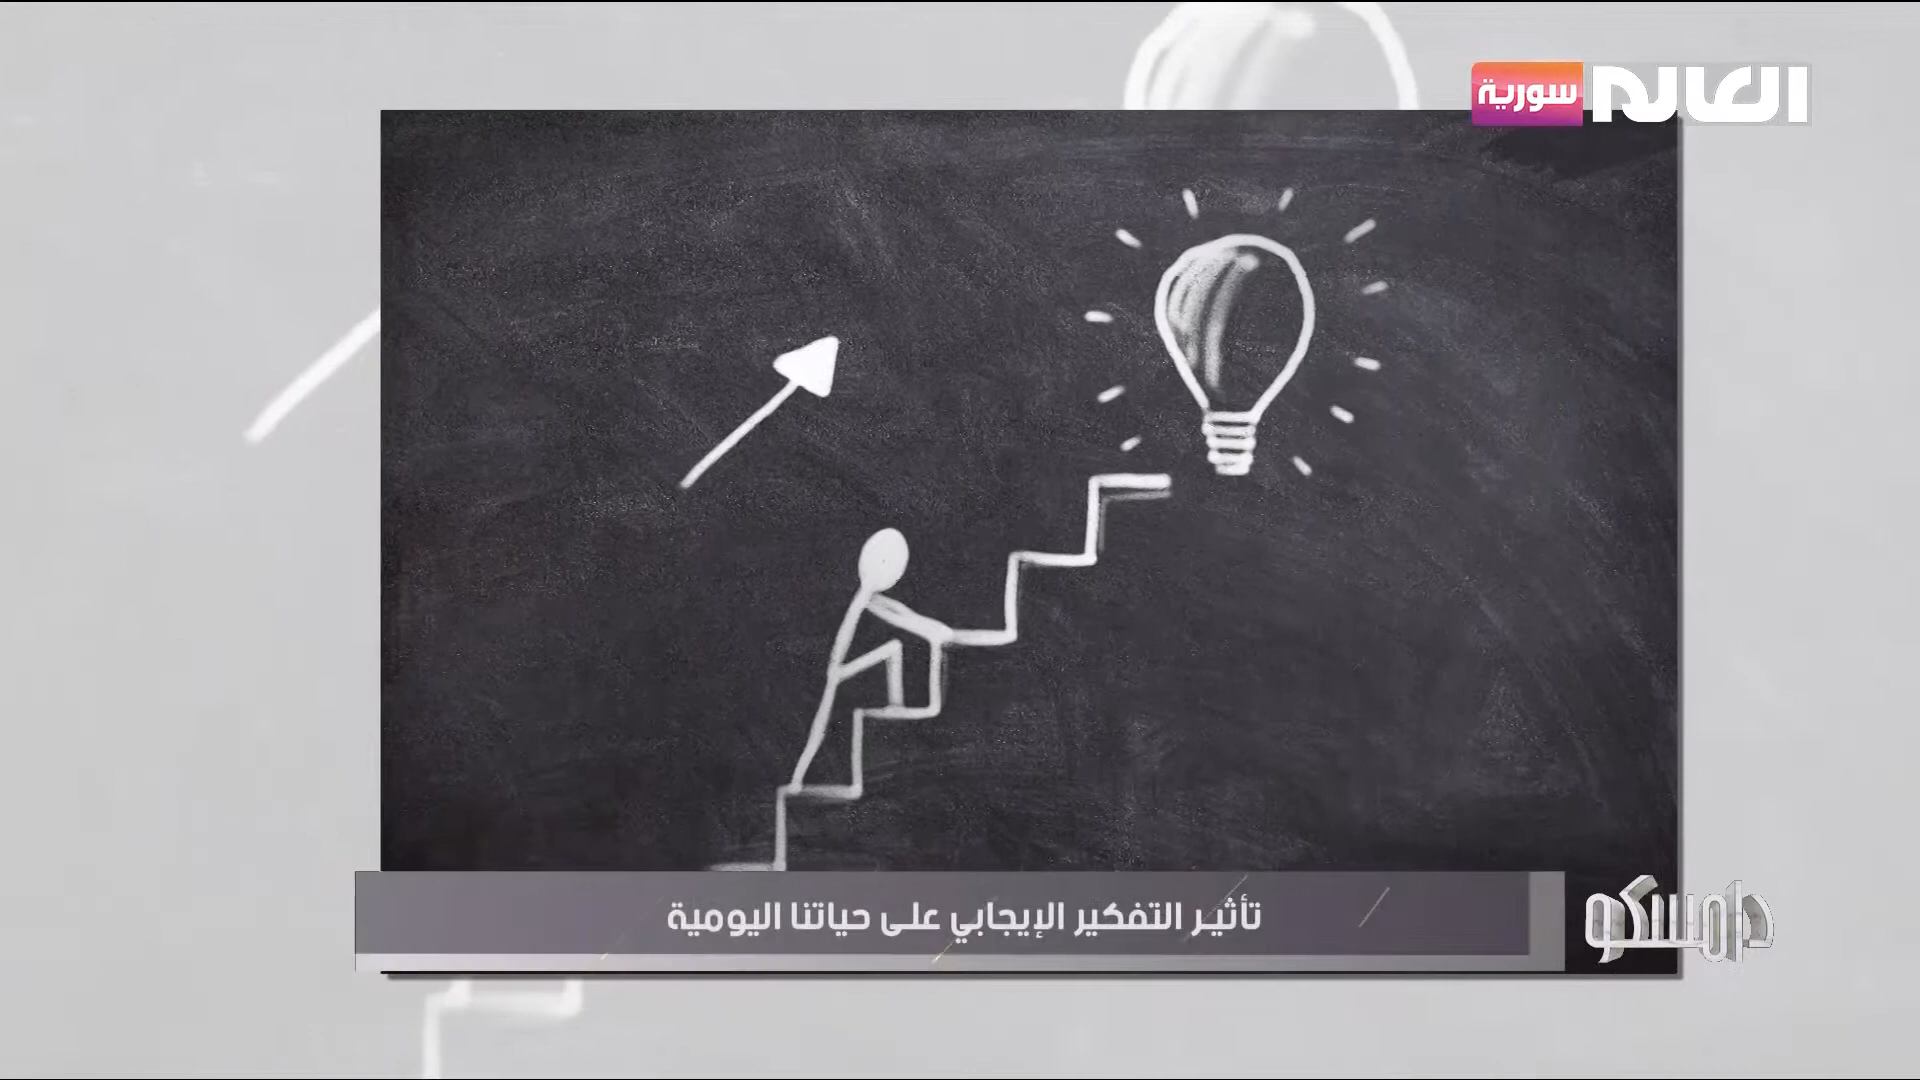 العالم سورية
تأثير التفكير الإيجابي على حياتنا اليومية
دامسكو